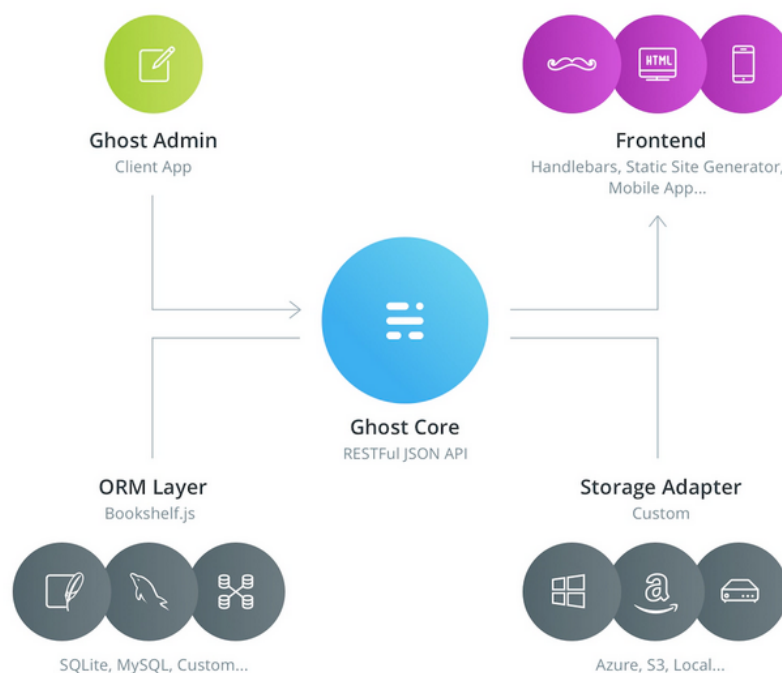 Ghost Admin
Client App
HTML
Frontend
Handlebars, Static Site Generator,
Mobile App...
Ghost Core
RESTFul JSON API
ORM Layer
Bookshelf.js
SQLite, MySQL, Custom...
Storage Adapter
Custom
a
Azure, S3, Local...